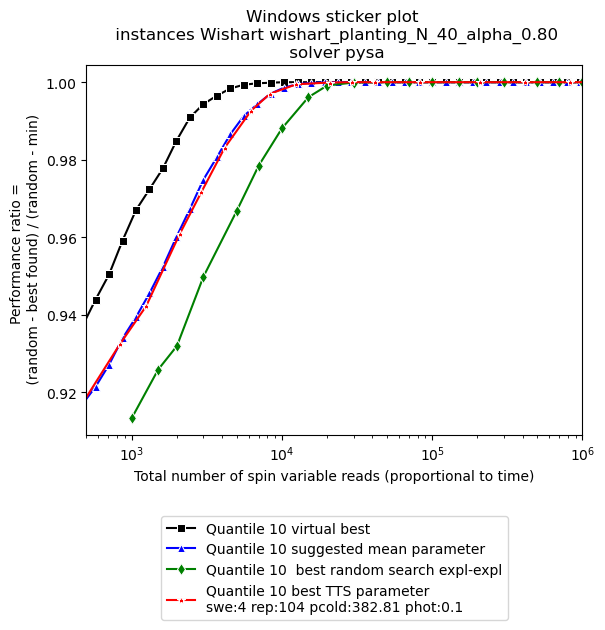 Windows sticker plot
instances Wishart wishart_planting_N_40_alpha_0.80
solver pysa
Performance ratio =
(random - best found) / (random - min)
1.00
0.98
0.96
0.94
0.92
10³
10⁴
10⁵
10⁶
Total number of spin variable reads (proportional to time)
Quantile 10 virtual best
Quantile 10 suggested mean parameter
Quantile 10  best random search expl-expl
Quantile 10 best TTS parameter
swe:4 rep:104 pcold:382.81 phot:0.1